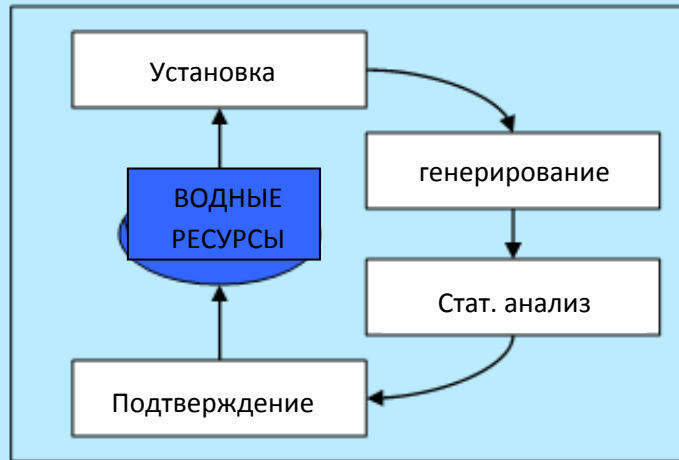 Установка
генерирование
ВОДНЫЕ
РЕСУРСЫ
Стат. анализ
Подтверждение